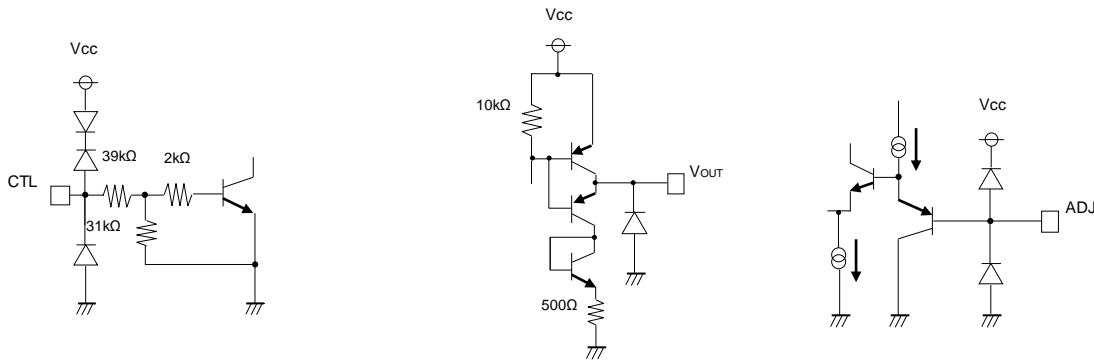 Vcc
39kΩ
2kΩ
CTL
31kΩ
Vcc
10kΩ
VOUT
500Ω
Vcc
ADJ